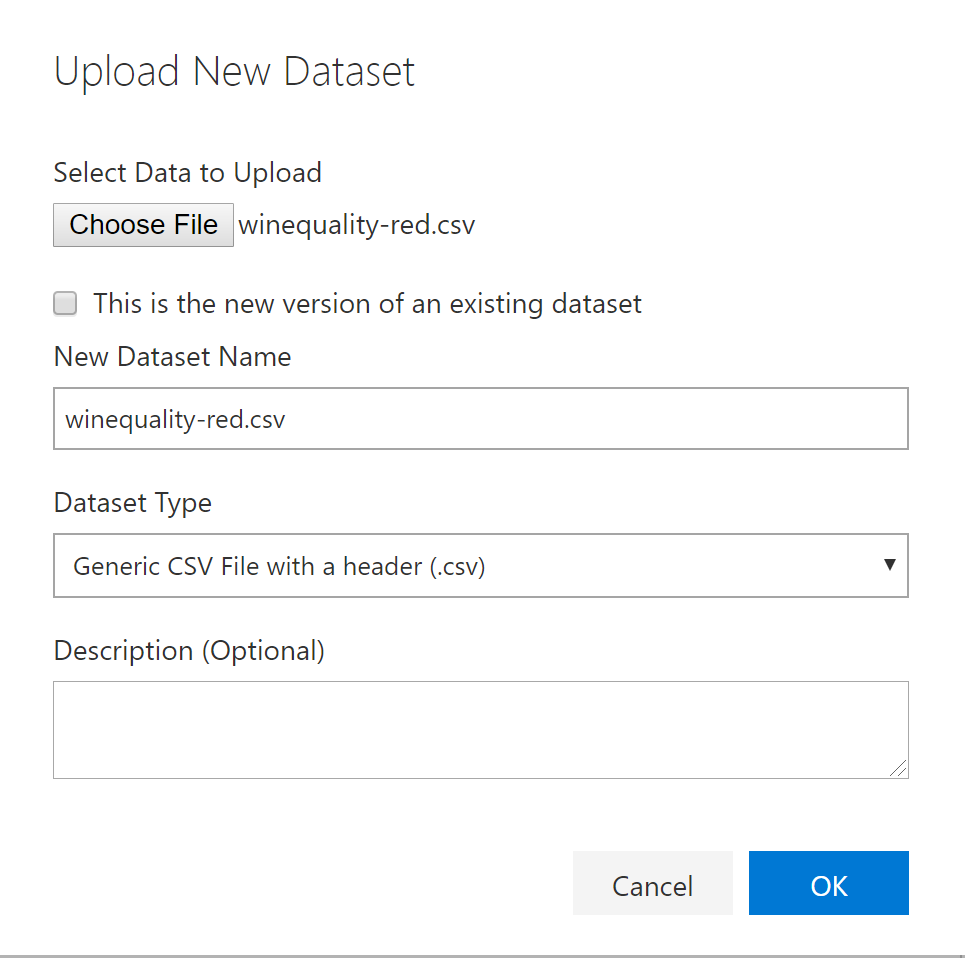 Upload New Dataset
Select Data to Upload
Choose File winequality-red.csv
This is the new version of an existing dataset
New Dataset Name
winequality-red.csv
Dataset Type
Generic CSV File with a header (.csv)
Description (Optional)
Cancel OK